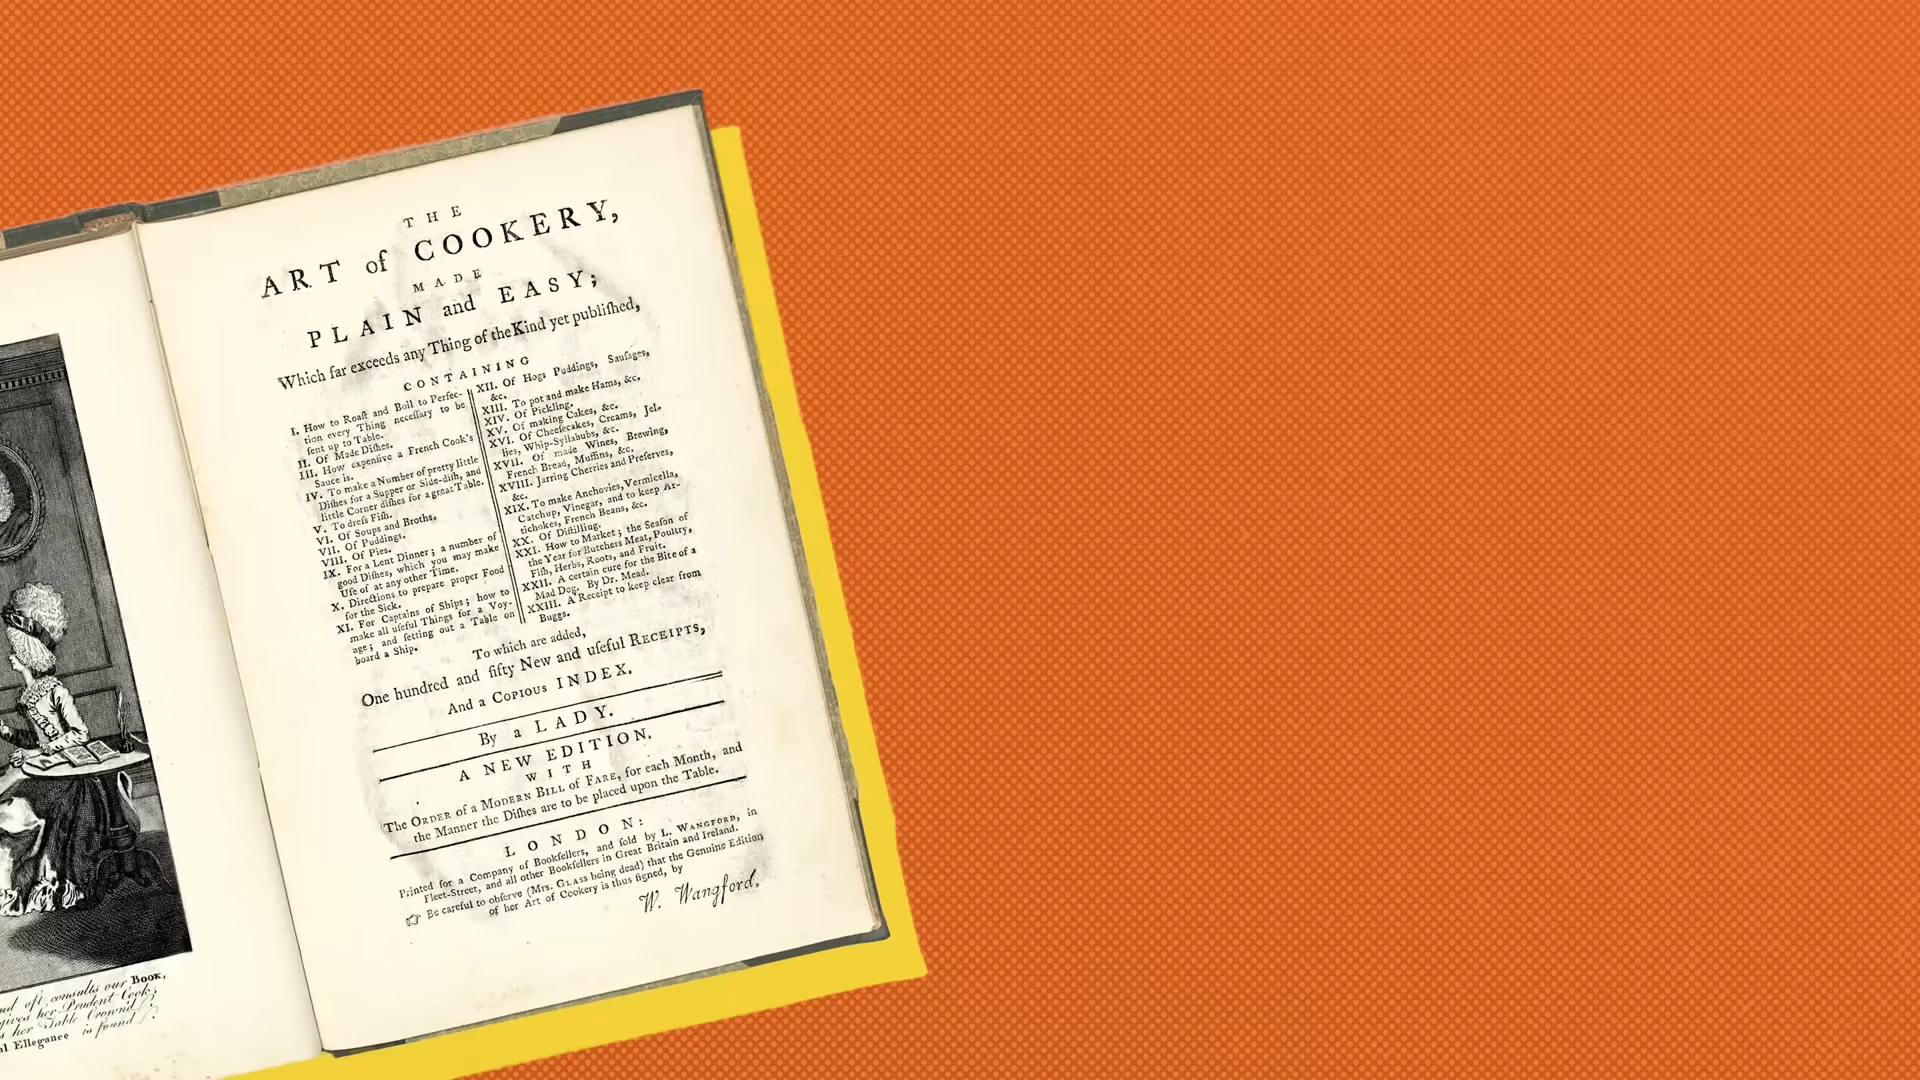 THE
ART of COOKERY,
MADE
PLAIN and EASY;
Which far exceeds any Thing of the Kind yet publiſhed,
CONTAINING
I. How to Roaſt and Boil to Perfec-
tion every Thing neceſſary to be
ſent up to Table.
II. Of Made Diſhes.
III. How expenſive a French Cook's
Sauce is.
IV. To make a Number of pretty little
Diſhes for a Supper or Side-diſh, and
little Corner diſhes for a great Table.
V. To dreſs Fiſh.
VI. Of Soups and Broths.
VII. Of Puddings.
VIII. Of Pies.
IX. For a Lent Dinner; a number of
good Diſhes, which you may make
Uſe of at any other Time.
X. Directions to prepare proper Food
for the Sick.
XI. For Captains of Ships; how to
make all uſeful Things for a Voy-
age; and ſetting out a Table on
board a Ship.
XII. Of Hogs Puddings, Sauſages,
&c.
XIII. To pot and make Hams, &c.
XIV. Of Pickling.
XV. Of making Cakes, &c.
XVI. Of Cheeſecakes, Creams, Jel-
lies, Whip-Syllabubs, &c.
XVII. Of made Wines, Brewing,
French Bread, Muffins, &c.
XVIII. Jarring Cherries and Preſerves,
&c.
XIX. To make Anchovies, Vermicella,
Catchup, Vinegar, and to keep Ar-
tichokes, French Beans, &c.
XX. Of Diſtilling.
XXI. How to Market; the Seaſon of
the Year for Butchers Meat, Poultry,
Fiſh, Herbs, Roots, and Fruit.
XXII. A certain cure for the Bite of a
Mad Dog. By Dr. Mead.
XXIII. A Receipt to keep clear from
Buggs.
To which are added,
One hundred and fifty New and uſeful RECEIPTS,
And a COPIOUS INDEX.
By a LADY.
A NEW EDITION.
WITH
The ORDER of a MODERN BILL of FARE, for each Month, and
the Manner the Diſhes are to be placed upon the Table.
LONDON:
Printed for a Company of Bookſellers, and ſold by L. WANGFORD, in
Fleet-Street, and all other Bookſellers in Great Britain and Ireland.
☞ Be careful to obſerve (Mrs. GLASS being dead) that the Genuine Edition
of her Art of Cookery is thus ſigned, by
W. Wangford.
oft conſults our Book,
gives her Prudent Cook;
her Table Crown'd
Ellegance is found